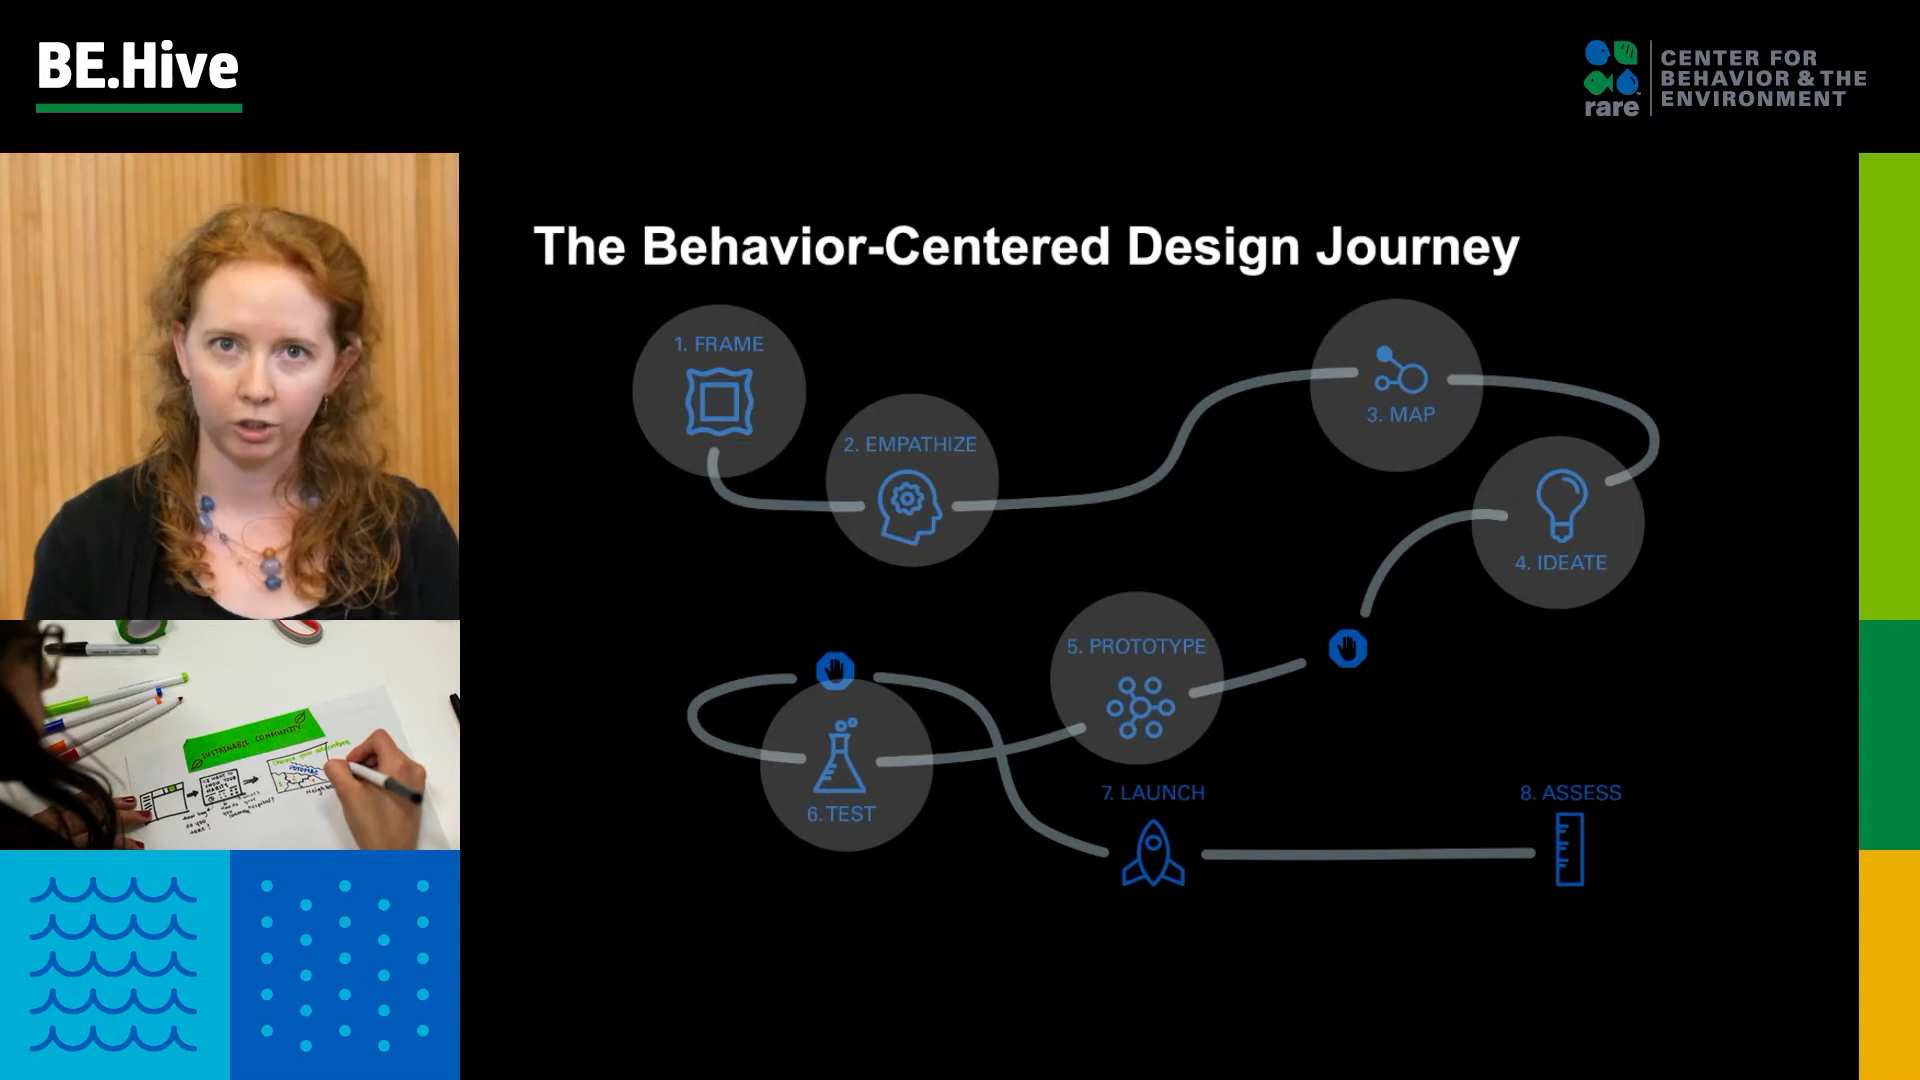 BE.Hive
rare
CENTER FOR
BEHAVIOR & THE
ENVIRONMENT
The Behavior-Centered Design Journey
1. FRAME
2. EMPATHIZE
3. MAP
4. IDEATE
5. PROTOTYPE
6. TEST
7. LAUNCH
8. ASSESS
SUSTAINABLE COMMUNITY